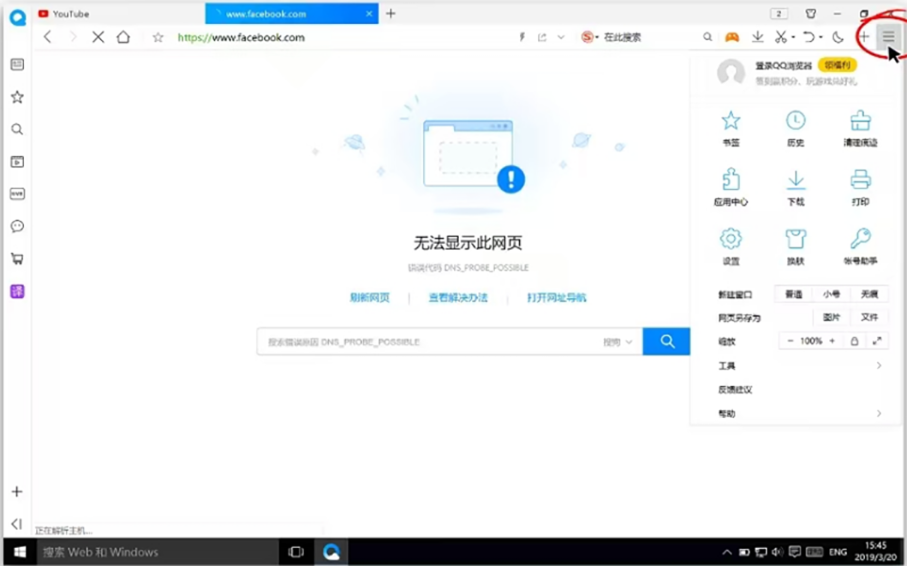 YouTube
www.facebook.com
2
https://www.facebook.com
在此搜索
登录QQ浏览器 领福利
签到赢积分、玩游戏兑好礼
书签 历史 清理痕迹
应用中心 下载 打印
设置 换肤 帐号助手
无法显示此网页
错误代码 DNS_PROBE_POSSIBLE
刷新网页 | 查看解决办法 | 打开网址导航
搜索错误原因 DNS_PROBE_POSSIBLE 搜狗
新建窗口 普通 小号 无痕
网页另存为 图片 文件
缩放 − 100% +
工具
反馈建议
帮助
译
正在解析主机...
搜索 Web 和 Windows
ENG
15:45
2019/3/20